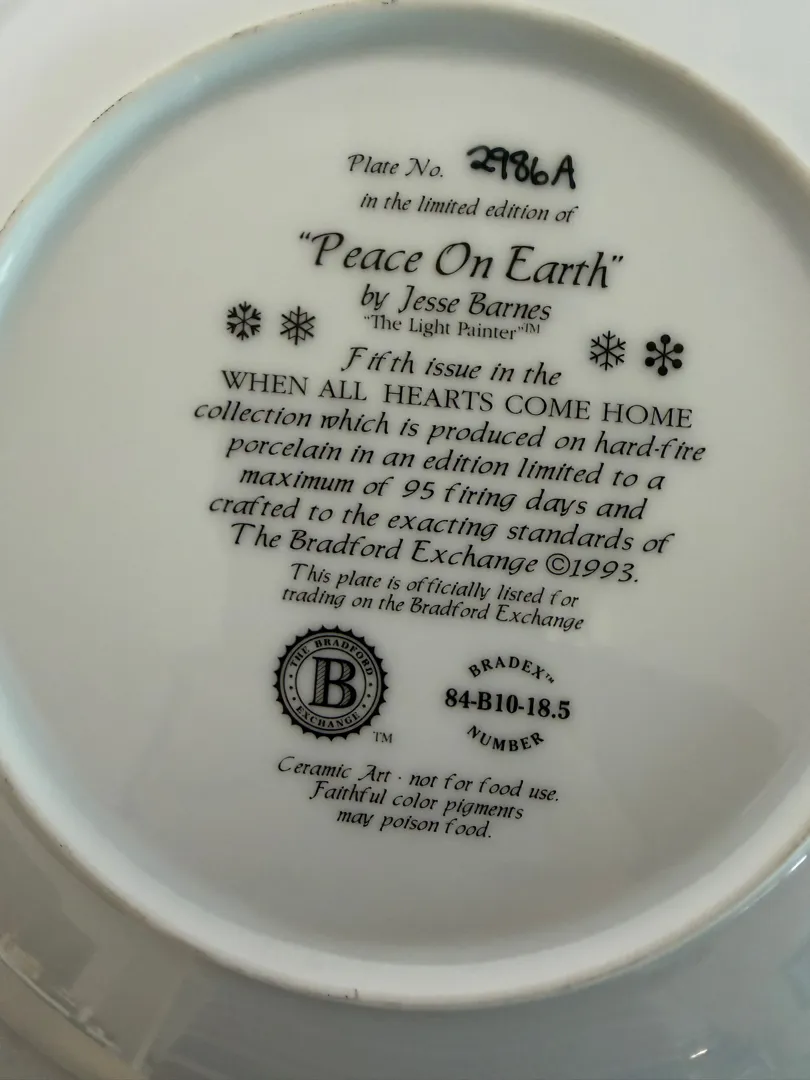 Plate No. 2986A
in the limited edition of
"Peace On Earth"
by Jesse Barnes
"The Light Painter"™
Fifth issue in the
WHEN ALL HEARTS COME HOME
collection which is produced on hard-fire
porcelain in an edition limited to a
maximum of 95 firing days and
crafted to the exacting standards of
The Bradford Exchange ©1993.
This plate is officially listed for
trading on the Bradford Exchange
THE BRADFORD
B
EXCHANGE
TM
BRADEX™
84-B10-18.5
NUMBER
Ceramic Art · not for food use.
Faithful color pigments
may poison food.